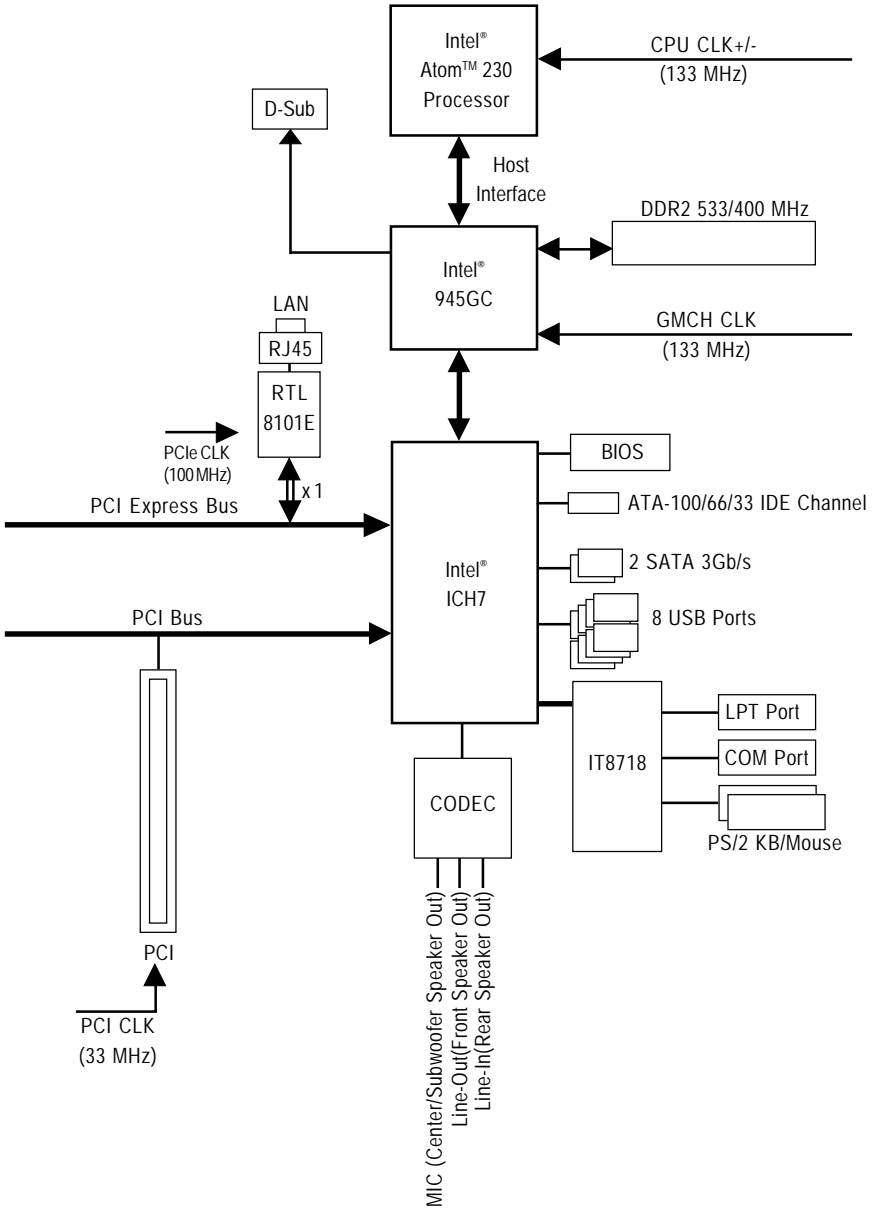 Intel®
Atom™ 230
Processor
CPU CLK+/-
(133 MHz)
D-Sub
Host
Interface
DDR2 533/400 MHz
Intel®
945GC
LAN
RJ45
GMCH CLK
(133 MHz)
RTL
8101E
PCIe CLK
(100 MHz)
x 1
BIOS
PCI Express Bus
ATA-100/66/33 IDE Channel
Intel®
ICH7
2 SATA 3Gb/s
PCI Bus
8 USB Ports
LPT Port
IT8718
COM Port
CODEC
PS/2 KB/Mouse
MIC (Center/Subwoofer Speaker Out)
Line-Out(Front Speaker Out)
Line-In(Rear Speaker Out)
PCI
PCI CLK
(33 MHz)